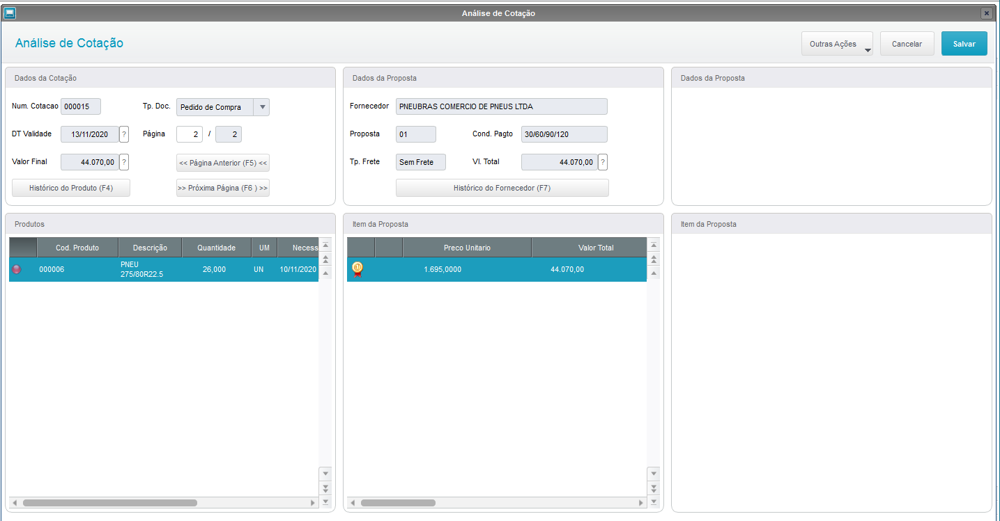 Análise de Cotação
Análise de Cotação
Outras Ações
Cancelar
Salvar
Dados da Cotação
Num. Cotacao 000015 Tp. Doc. Pedido de Compra
DT Validade 13/11/2020 ? Página 2 / 2
Valor Final 44.070,00 ? << Página Anterior (F5) <<
Histórico do Produto (F4) >> Próxima Página (F6 ) >>
Dados da Proposta
Fornecedor PNEUBRAS COMERCIO DE PNEUS LTDA
Proposta 01 Cond. Pagto 30/60/90/120
Tp. Frete Sem Frete Vl. Total 44.070,00 ?
Histórico do Fornecedor (F7)
Dados da Proposta
Produtos
Cod. Produto Descrição Quantidade UM Necess
000006 PNEU 275/80R22.5 26,000 UN 10/11/2020
Item da Proposta
Preco Unitario Valor Total
1.695,0000 44.070,00
Item da Proposta